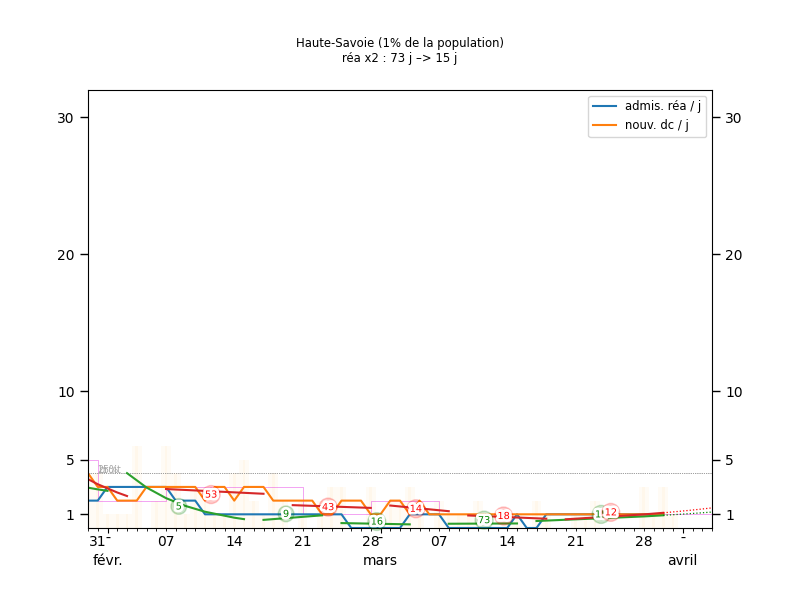 Haute-Savoie (1% de la population)
réa x2 : 73 j –> 15 j
admis. réa / j
nouv. dc / j
30 30
20 20
10 10
5 5
1 1
5 53 9 43 16 14 73 18 12
31 07 14 21 28 07 14 21 28
févr. mars avril